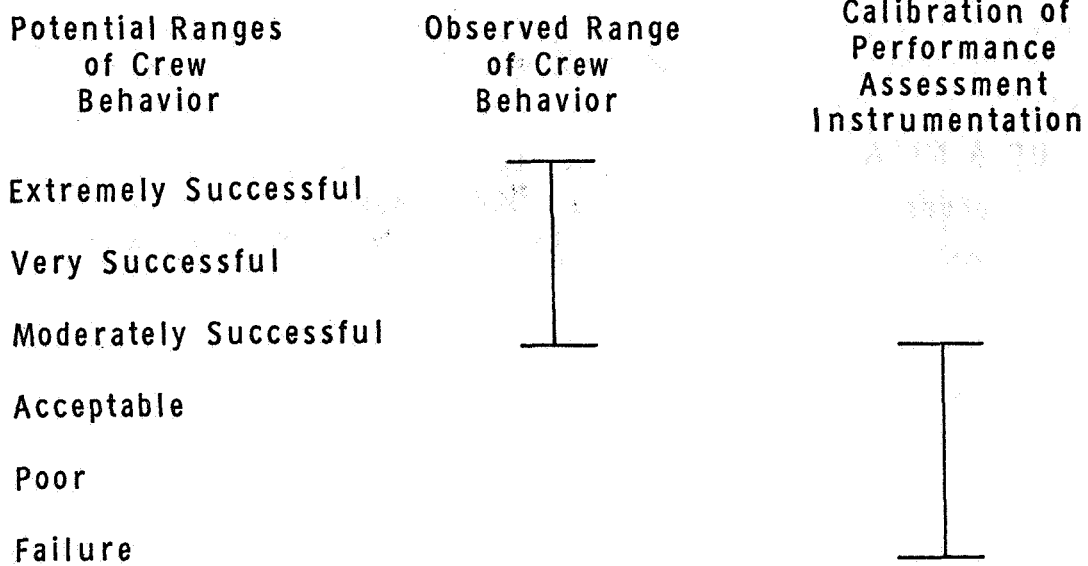 Potential Ranges
of Crew
Behavior
Observed Range
of Crew
Behavior
Calibration of
Performance
Assessment
Instrumentation
Extremely Successful
Very Successful
Moderately Successful
Acceptable
Poor
Failure